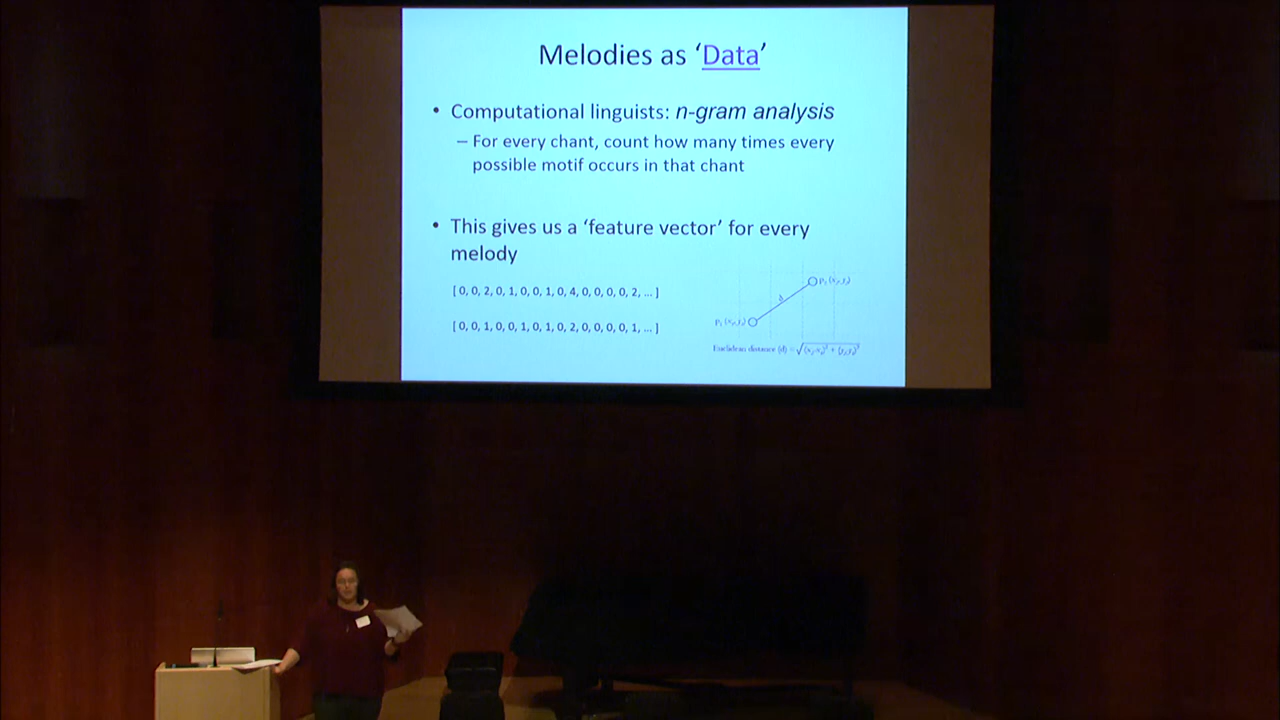 Melodies as ‘Data’
• Computational linguists: n-gram analysis
– For every chant, count how many times every
possible motif occurs in that chant
• This gives us a ‘feature vector’ for every
melody
[ 0, 0, 2, 0, 1, 0, 0, 1, 0, 4, 0, 0, 0, 0, 2, ... ]
[ 0, 0, 1, 0, 0, 1, 0, 1, 0, 2, 0, 0, 0, 0, 1, ... ]
Euclidean distance (d) =